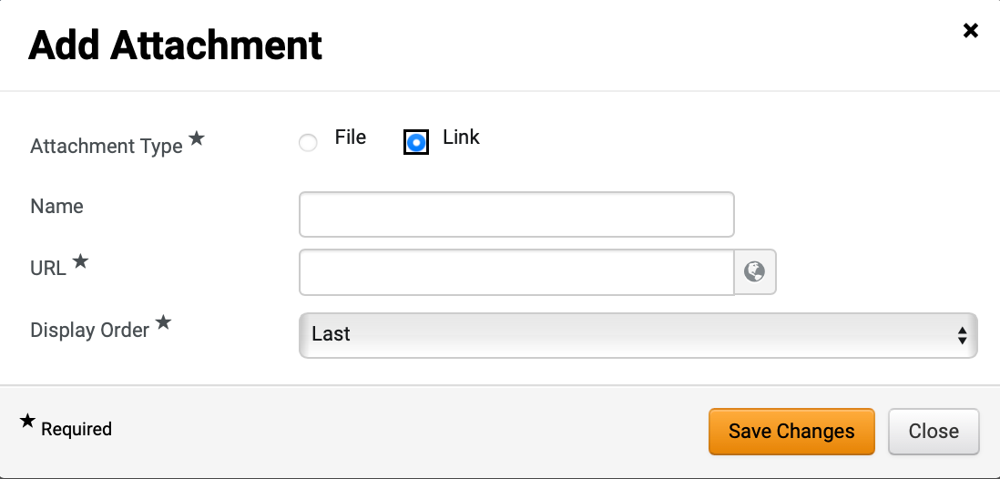 Add Attachment
Attachment Type ★ File Link
Name
URL ★
Display Order ★ Last
★ Required Save Changes Close